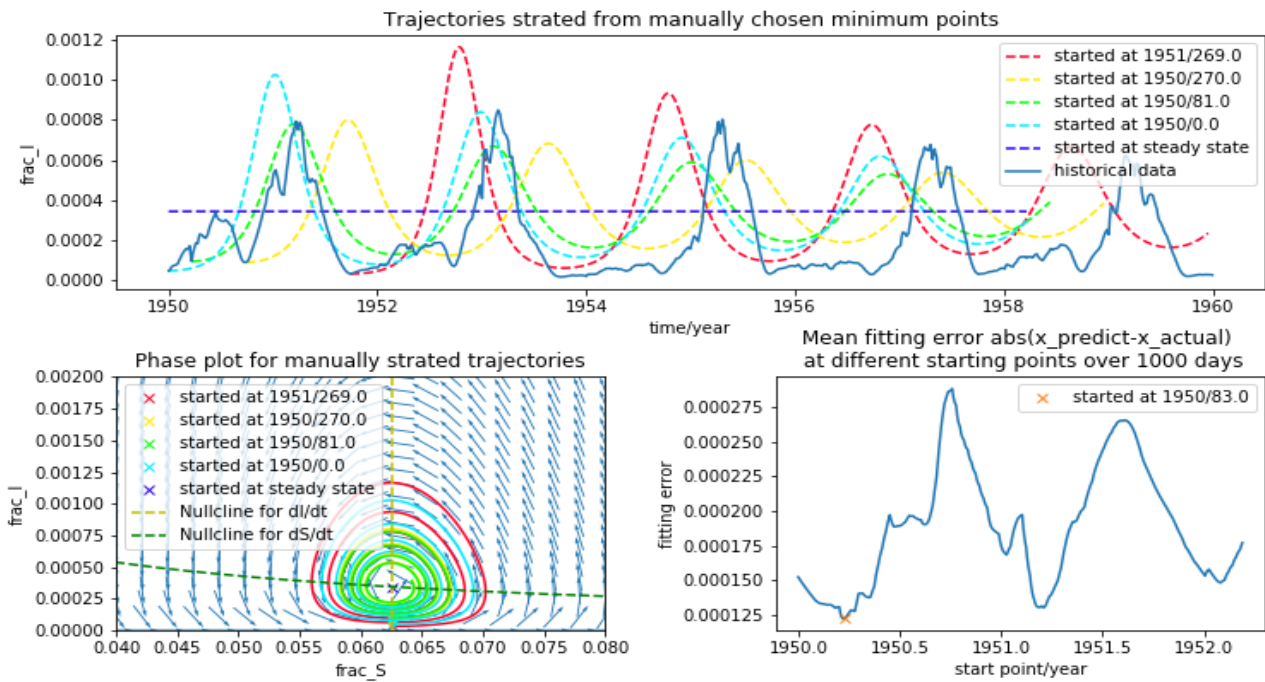 Trajectories strated from manually chosen minimum points
frac_I
0.0012
0.0010
0.0008
0.0006
0.0004
0.0002
0.0000
started at 1951/269.0
started at 1950/270.0
started at 1950/81.0
started at 1950/0.0
started at steady state
historical data
1950
1952
1954
1956
1958
1960
time/year
Phase plot for manually strated trajectories
frac_I
0.00200
0.00175
0.00150
0.00125
0.00100
0.00075
0.00050
0.00025
0.00000
started at 1951/269.0
started at 1950/270.0
started at 1950/81.0
started at 1950/0.0
started at steady state
Nullcline for dI/dt
Nullcline for dS/dt
0.040
0.045
0.050
0.055
0.060
0.065
0.070
0.075
0.080
frac_S
Mean fitting error abs(x_predict-x_actual)
at different starting points over 1000 days
fitting error
0.000275
0.000250
0.000225
0.000200
0.000175
0.000150
0.000125
started at 1950/83.0
1950.0
1950.5
1951.0
1951.5
1952.0
start point/year